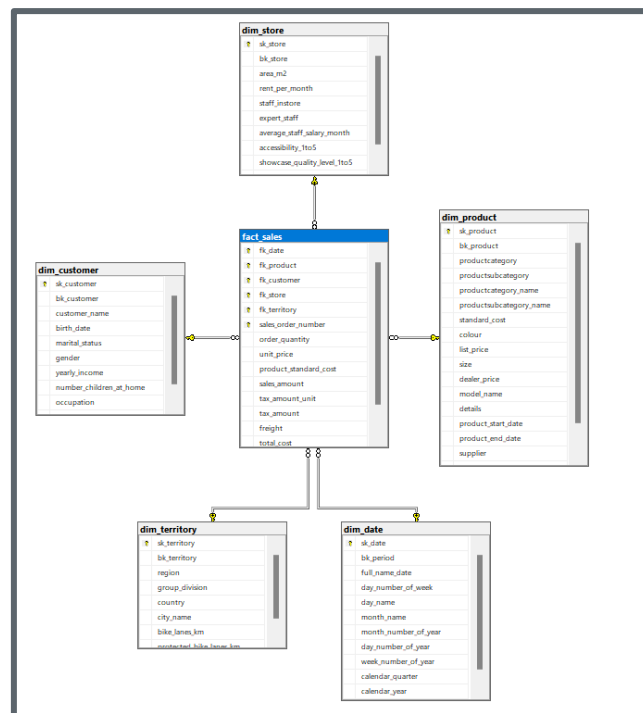 dim_store
sk_store
bk_store
area_m2
rent_per_month
staff_instore
expert_staff
average_staff_salary_month
accessibility_1to5
showcase_quality_level_1to5
fact_sales
fk_date
fk_product
fk_customer
fk_store
fk_territory
sales_order_number
order_quantity
unit_price
product_standard_cost
sales_amount
tax_amount_unit
tax_amount
freight
total_cost
dim_product
sk_product
bk_product
productcategory
productsubcategory
productcategory_name
productsubcategory_name
standard_cost
colour
list_price
size
dealer_price
model_name
details
product_start_date
product_end_date
supplier
dim_customer
sk_customer
bk_customer
customer_name
birth_date
marital_status
gender
yearly_income
number_children_at_home
occupation
dim_territory
sk_territory
bk_territory
region
group_division
country
city_name
bike_lanes_km
protected_bike_lanes_km
dim_date
sk_date
bk_period
full_name_date
day_number_of_week
day_name
month_name
month_number_of_year
day_number_of_year
week_number_of_year
calendar_quarter
calendar_year